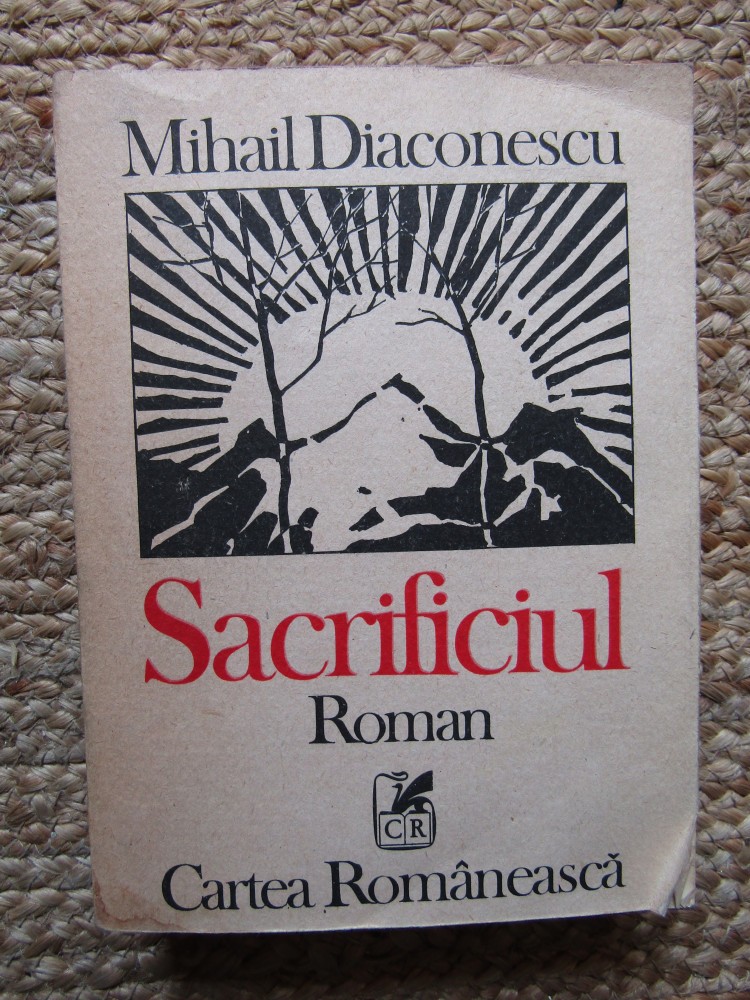 Mihail Diaconescu
Sacrificiul
Roman
CR
Cartea Românească